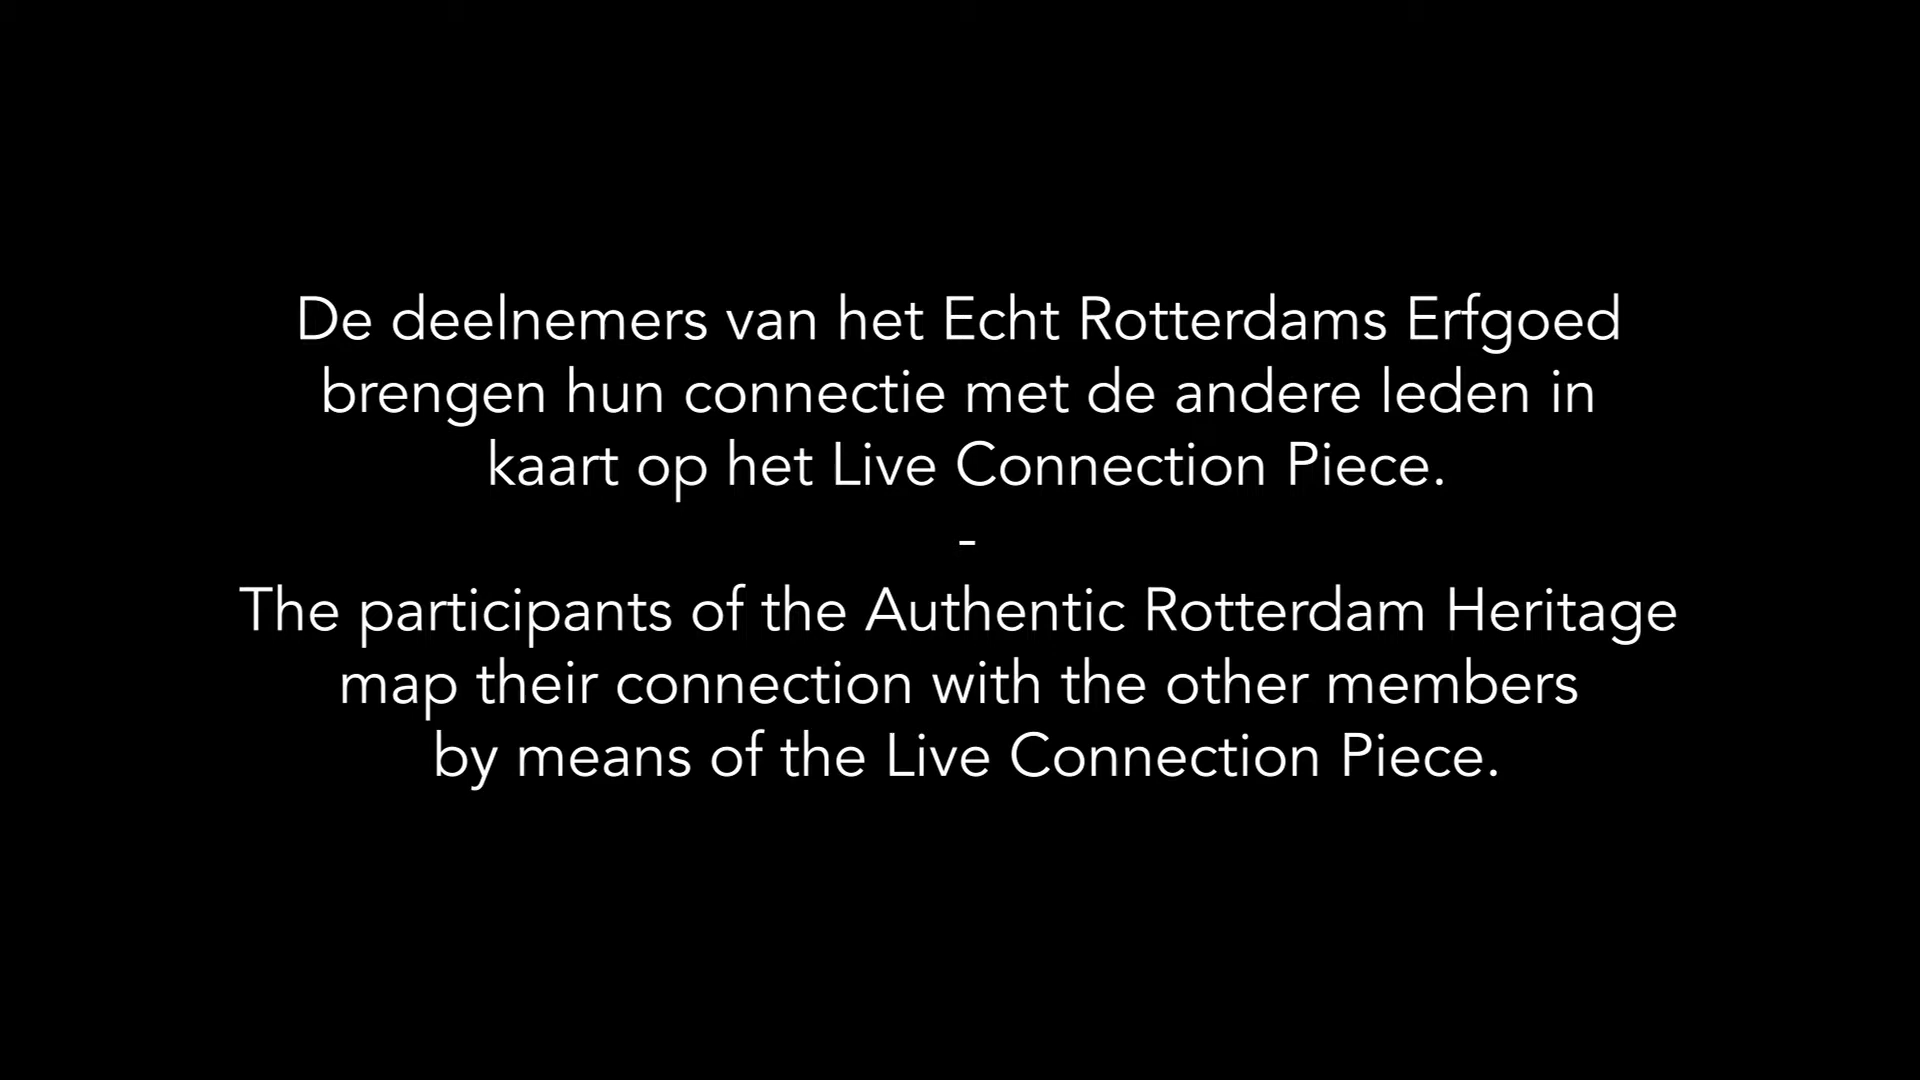 De deelnemers van het Echt Rotterdams Erfgoed
brengen hun connectie met de andere leden in
kaart op het Live Connection Piece.
-
The participants of the Authentic Rotterdam Heritage
map their connection with the other members
by means of the Live Connection Piece.